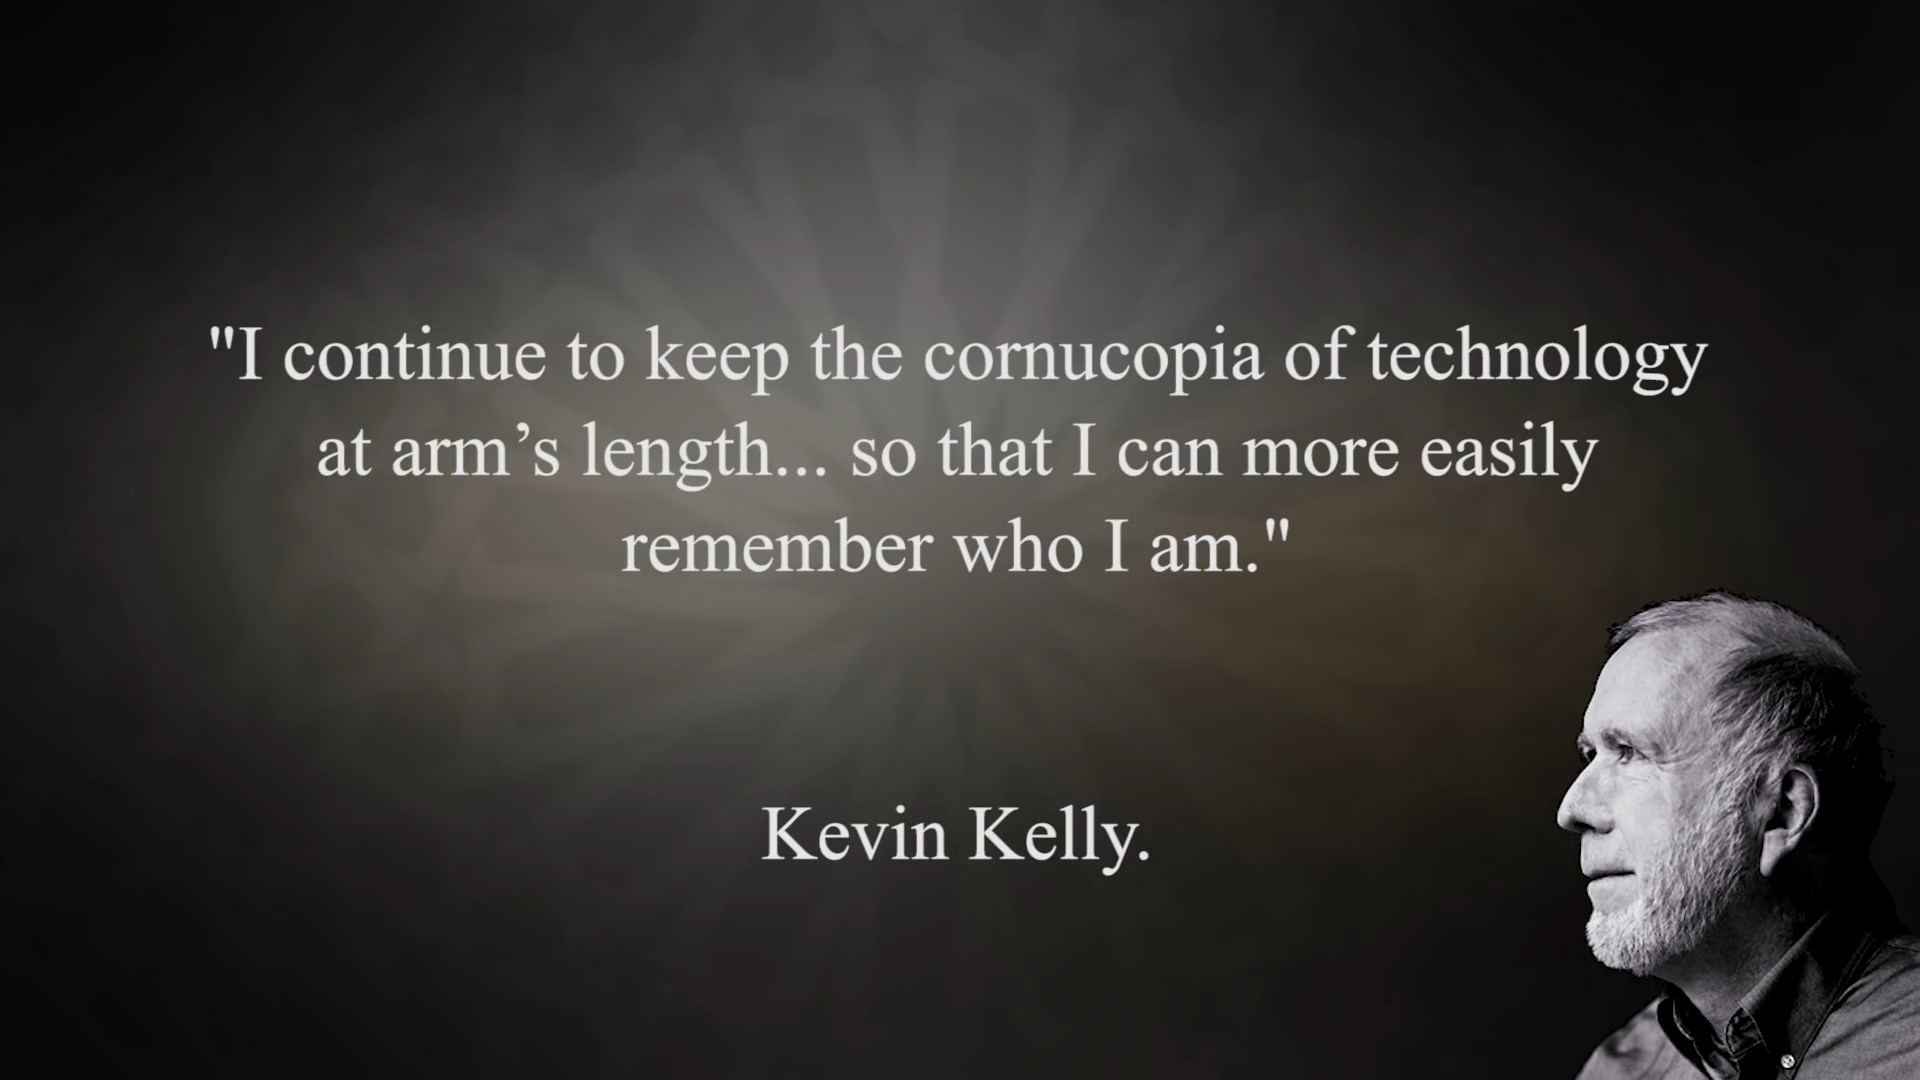 "I continue to keep the cornucopia of technology
at arm’s length... so that I can more easily
remember who I am."
Kevin Kelly.